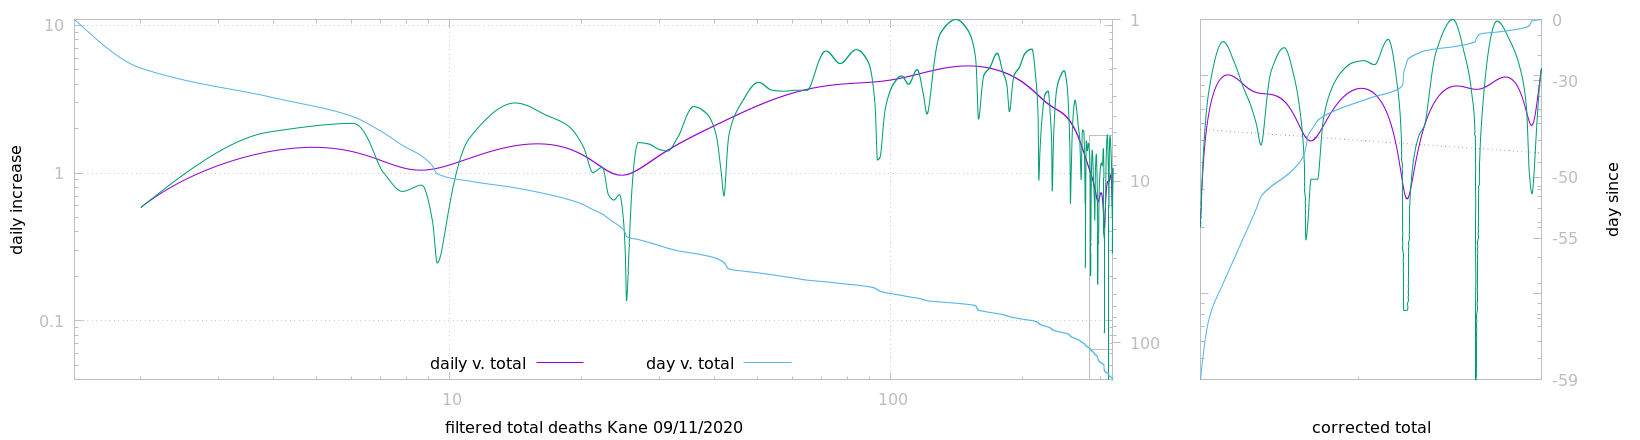 10
1
0.1
daily increase
10
100
filtered total deaths Kane 09/11/2020
daily v. total
day v. total
1
10
100
0
-30
-50
-55
-59
day since
corrected total